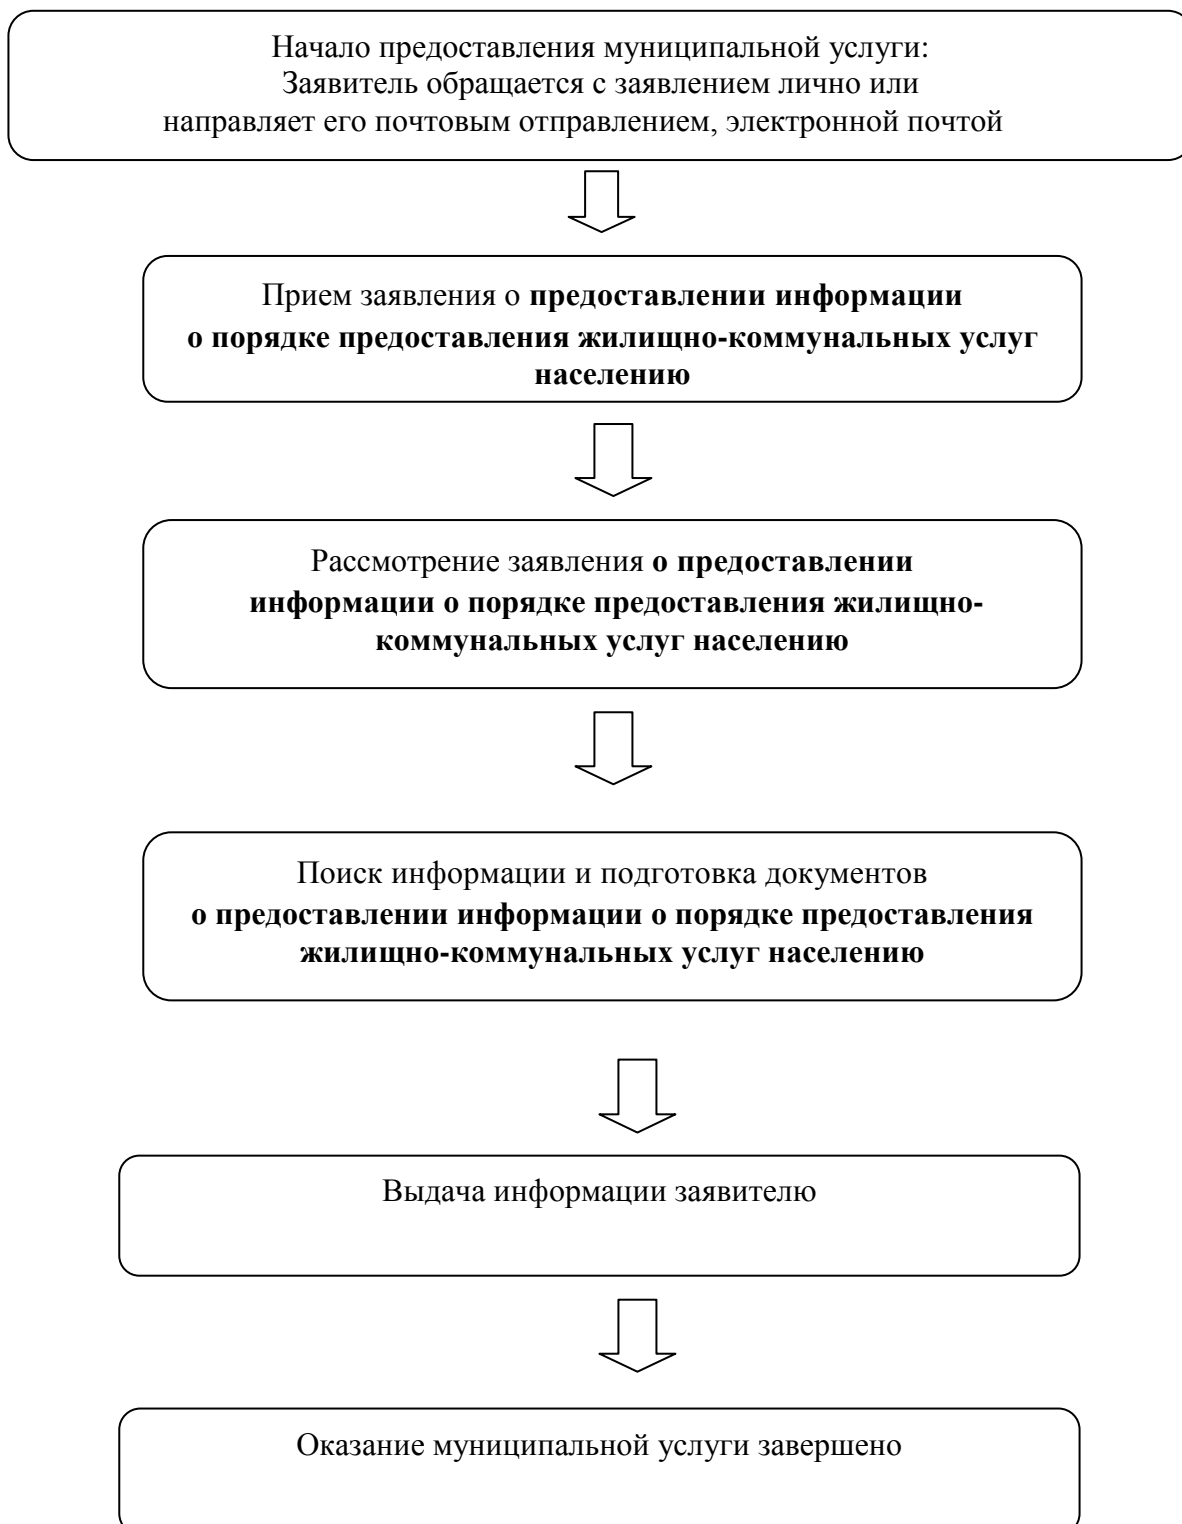 Начало предоставления муниципальной услуги:
Заявитель обращается с заявлением лично или
направляет его почтовым отправлением, электронной почтой
Прием заявления о предоставлении информации
о порядке предоставления жилищно-коммунальных услуг
населению
Рассмотрение заявления о предоставлении
информации о порядке предоставления жилищно-
коммунальных услуг населению
Поиск информации и подготовка документов
о предоставлении информации о порядке предоставления
жилищно-коммунальных услуг населению
Выдача информации заявителю
Оказание муниципальной услуги завершено